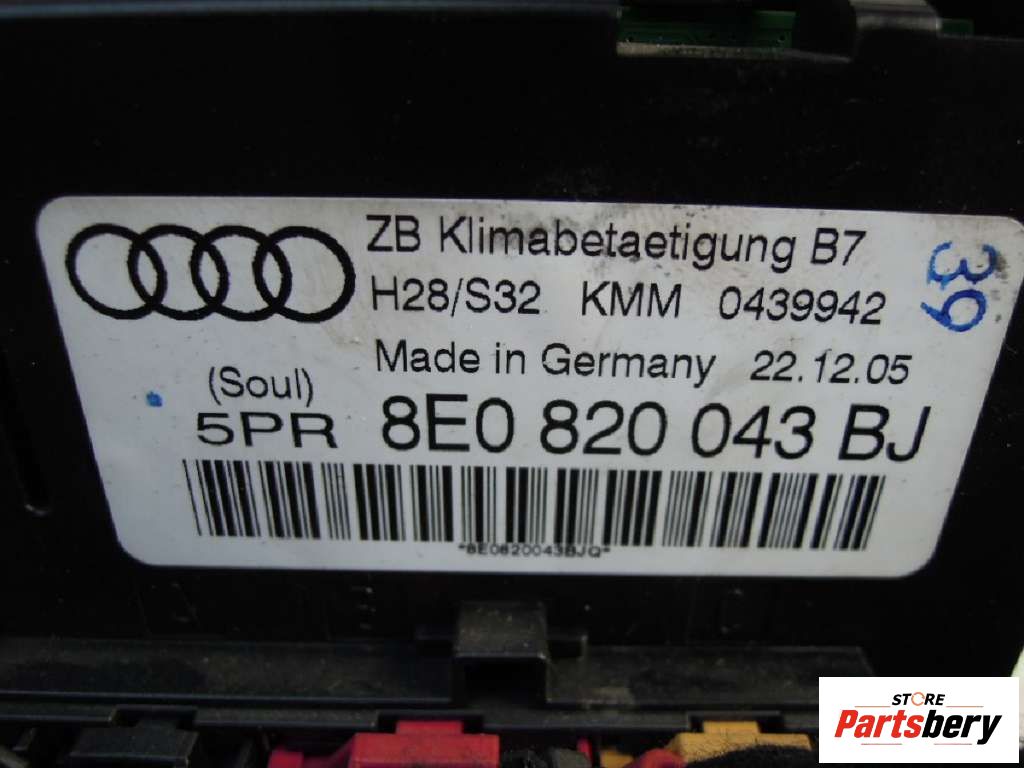 ZB Klimabetaetigung B7
H28/S32 KMM 0439942
39
Made in Germany 22.12.05
(Soul)
5PR 8E0 820 043 BJ
*8E0820043BJQ*
STORE
Partsbery